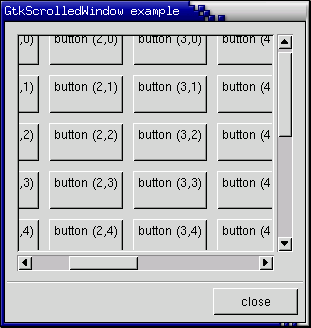 GtkScrolledWindow example
,0) button (2,0) button (3,0) button (4
,1) button (2,1) button (3,1) button (4
,2) button (2,2) button (3,2) button (4
,3) button (2,3) button (3,3) button (4
,4) button (2,4) button (3,4) button (4
close